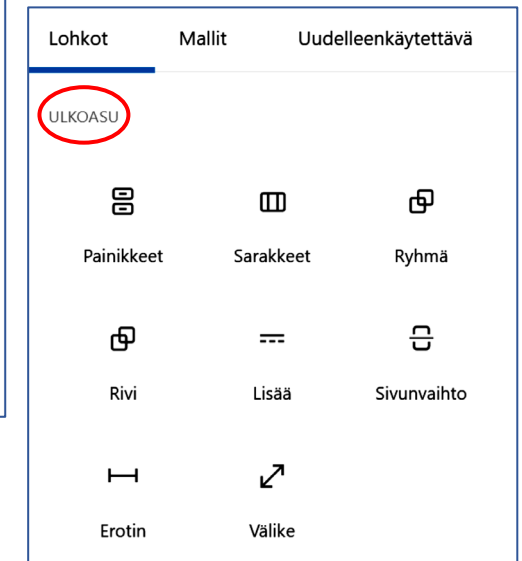 Lohkot Mallit Uudelleenkäytettävä
ULKOASU
Painikkeet Sarakkeet Ryhmä
Rivi Lisää Sivunvaihto
Erotin Välike